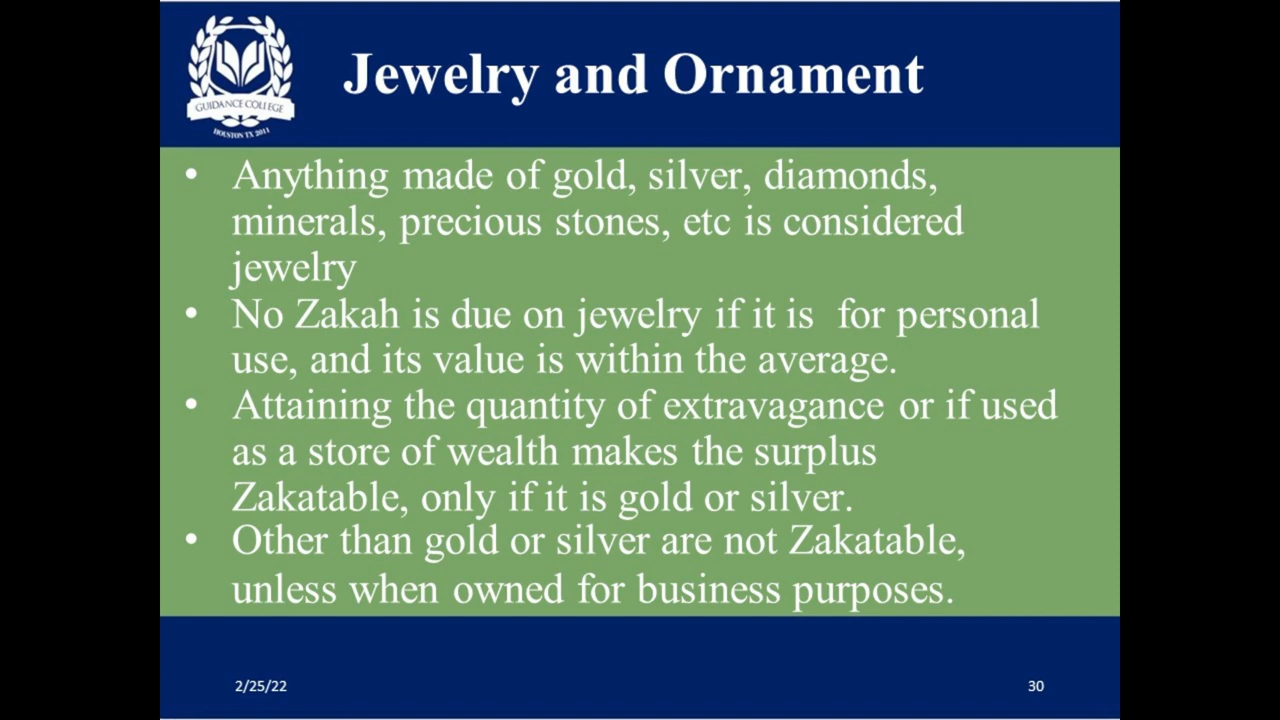 Jewelry and Ornament
GUIDANCE COLLEGE
HOUSTON TX 2011
• Anything made of gold, silver, diamonds,
minerals, precious stones, etc is considered
jewelry
• No Zakah is due on jewelry if it is  for personal
use, and its value is within the average.
• Attaining the quantity of extravagance or if used
as a store of wealth makes the surplus
Zakatable, only if it is gold or silver.
• Other than gold or silver are not Zakatable,
unless when owned for business purposes.
2/25/22
30